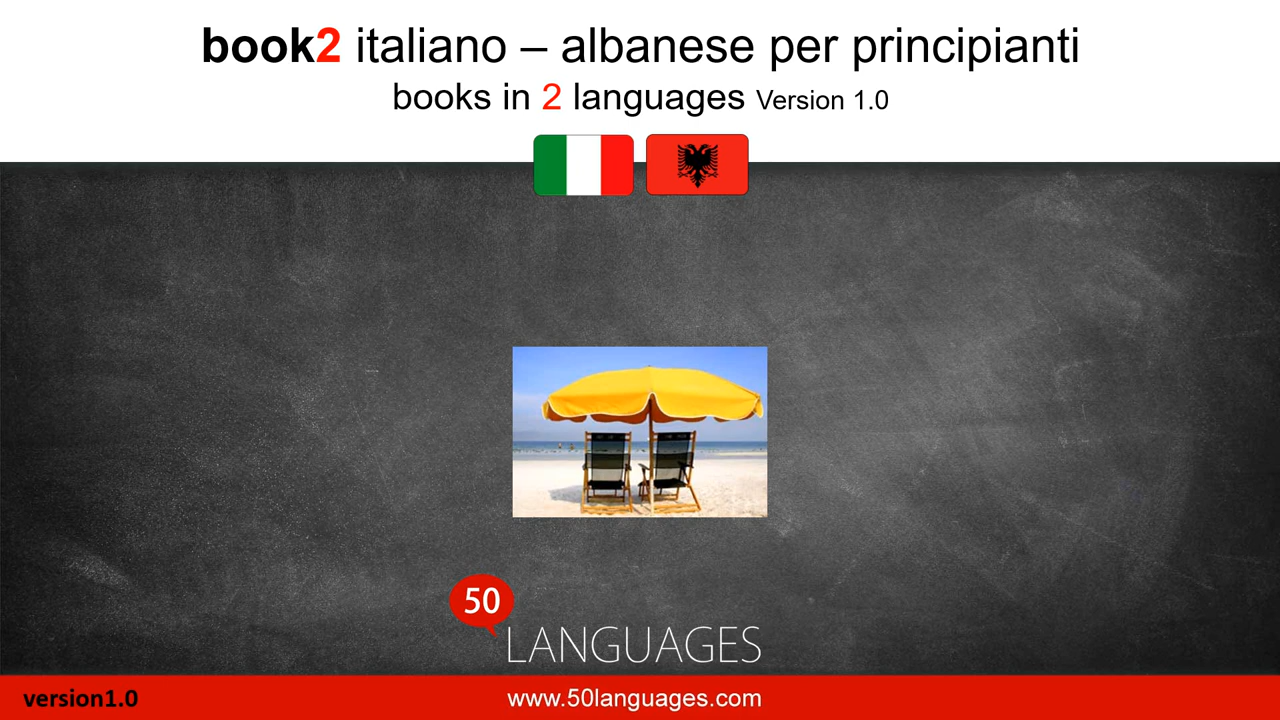 book2 italiano – albanese per principianti
books in 2 languages Version 1.0
50
LANGUAGES
version1.0
www.50languages.com